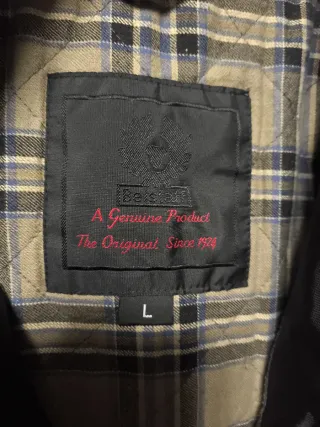 Belstaff
A Genuine Product
The Original Since 1924
L